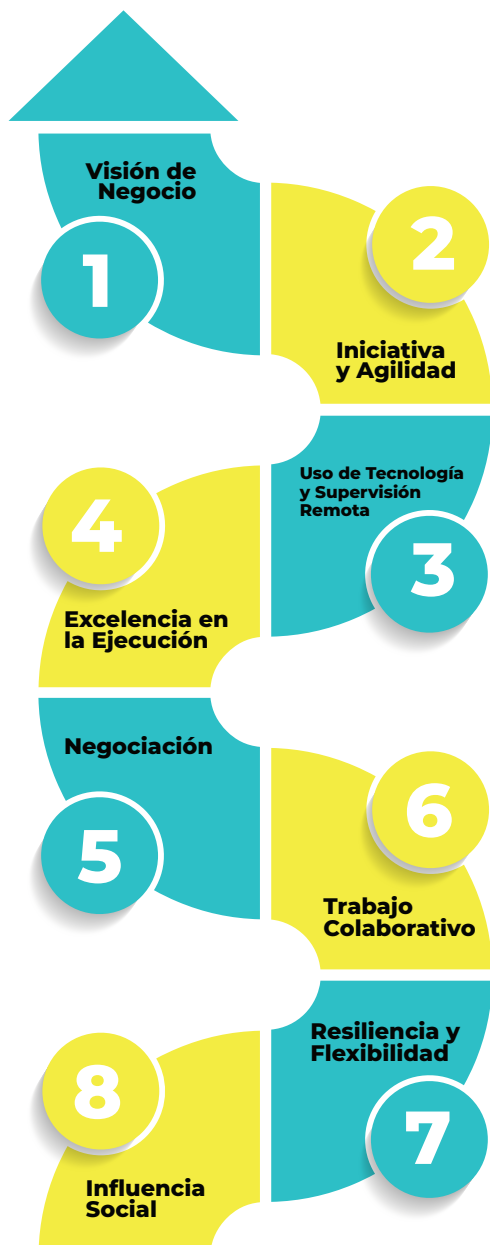 Visión de
Negocio
1
2
Iniciativa
y Agilidad
Uso de Tecnología
y Supervisión
Remota
3
4
Excelencia en
la Ejecución
Negociación
5
6
Trabajo
Colaborativo
Resiliencia y
Flexibilidad
7
8
Influencia
Social